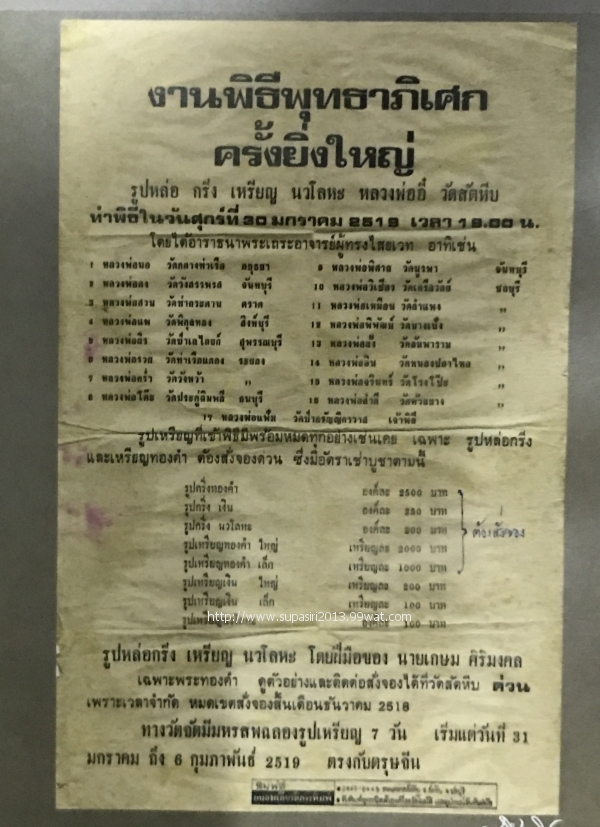 งานพิธีพุทธาภิเศก
ครั้งยิ่งใหญ่
รูปหล่อ กริ่ง เหรียญ นวโลหะ หลวงพ่ออี๋ วัดสัตหีบ
ทำพิธีในวันศุกร์ที่ 30 มกราคม 2519 เวลา 19.00 น.
โดยได้อาราธนาพระเถระอาจารย์ผู้ทรงไสยเวท อาทิเช่น
1 หลวงพ่อนอ วัดกลางท่าเรือ อยุธยา
2 หลวงพ่อคง วัดวังสรรพรส จันทบุรี
3 หลวงพ่อสวน วัดท่ากระดาน ตราด
4 หลวงพ่อแพ วัดพิกุลทอง สิงห์บุรี
5 หลวงพ่อถิร วัดป่าเลไลยก์ สุพรรณบุรี
6 หลวงพ่อรวย วัดท่าเรือแกลง ระยอง
7 หลวงพ่อคร่ำ วัดวังหว้า "
8 หลวงพ่อโต๊ะ วัดประดู่ฉิมพลี ธนบุรี
9 หลวงพ่อพิศาล วัดบูรพา จันทบุรี
10 หลวงพ่อวิเชียร วัดเครือวัลย์ ชลบุรี
11 หลวงพ่อเหมือน วัดกำแพง "
12 หลวงพ่อพิพัฒน์ วัดบางเป้ง "
13 หลวงพ่อลั้ง วัดอัมพาราม "
14 หลวงพ่ออิน วัดหนองปลาไหล "
15 หลวงพ่อจรินทร์ วัดโรงโป๊ะ "
16 หลวงพ่อลำดี วัดหัวยาง "
17 หลวงพ่อแฟ้ม วัดป่าอรัญญิกาวาส เจ้าพิธี
รูปเหรียญที่เข้าพิธีมีพร้อมหมดทุกอย่างเช่นเคย เฉพาะ รูปหล่อกริ่ง
และเหรียญทองคำ ต้องสั่งจองด่วน ซึ่งมีอัตราเช่าบูชาตามนี้
รูปกริ่งทองคำ องค์ละ 2500 บาท
รูปกริ่ง เงิน องค์ละ 250 บาท
รูปกริ่ง นวโลหะ องค์ละ 200 บาท
รูปเหรียญทองคำ ใหญ่ เหรียญละ 2000 บาท
รูปเหรียญทองคำ เล็ก เหรียญละ 1000 บาท
ต้องสั่งจอง
รูปเหรียญเงิน ใหญ่ เหรียญละ 200 บาท
รูปเหรียญเงิน เล็ก เหรียญละ 100 บาท
องค์ละ 100 บาท
http://www.supasiri2013.99wat.com
รูปหล่อกริ่ง เหรียญ นวโลหะ โดยฝีมือของ นายเกษม ศิริมงคล
เฉพาะพระทองคำ ดูตัวอย่างและติดต่อสั่งจองได้ที่วัดสัตหีบ ด่วน
เพราะเวลาจำกัด หมดเขตสั่งจองสิ้นเดือนธันวาคม 2518
ทางวัดจัดมีมหรสพฉลองรูปเหรียญ 7 วัน เริ่มแต่วันที่ 31
มกราคม ถึง 6 กุมภาพันธ์ 2519 ตรงกับตรุษจีน
พิมพ์ที่